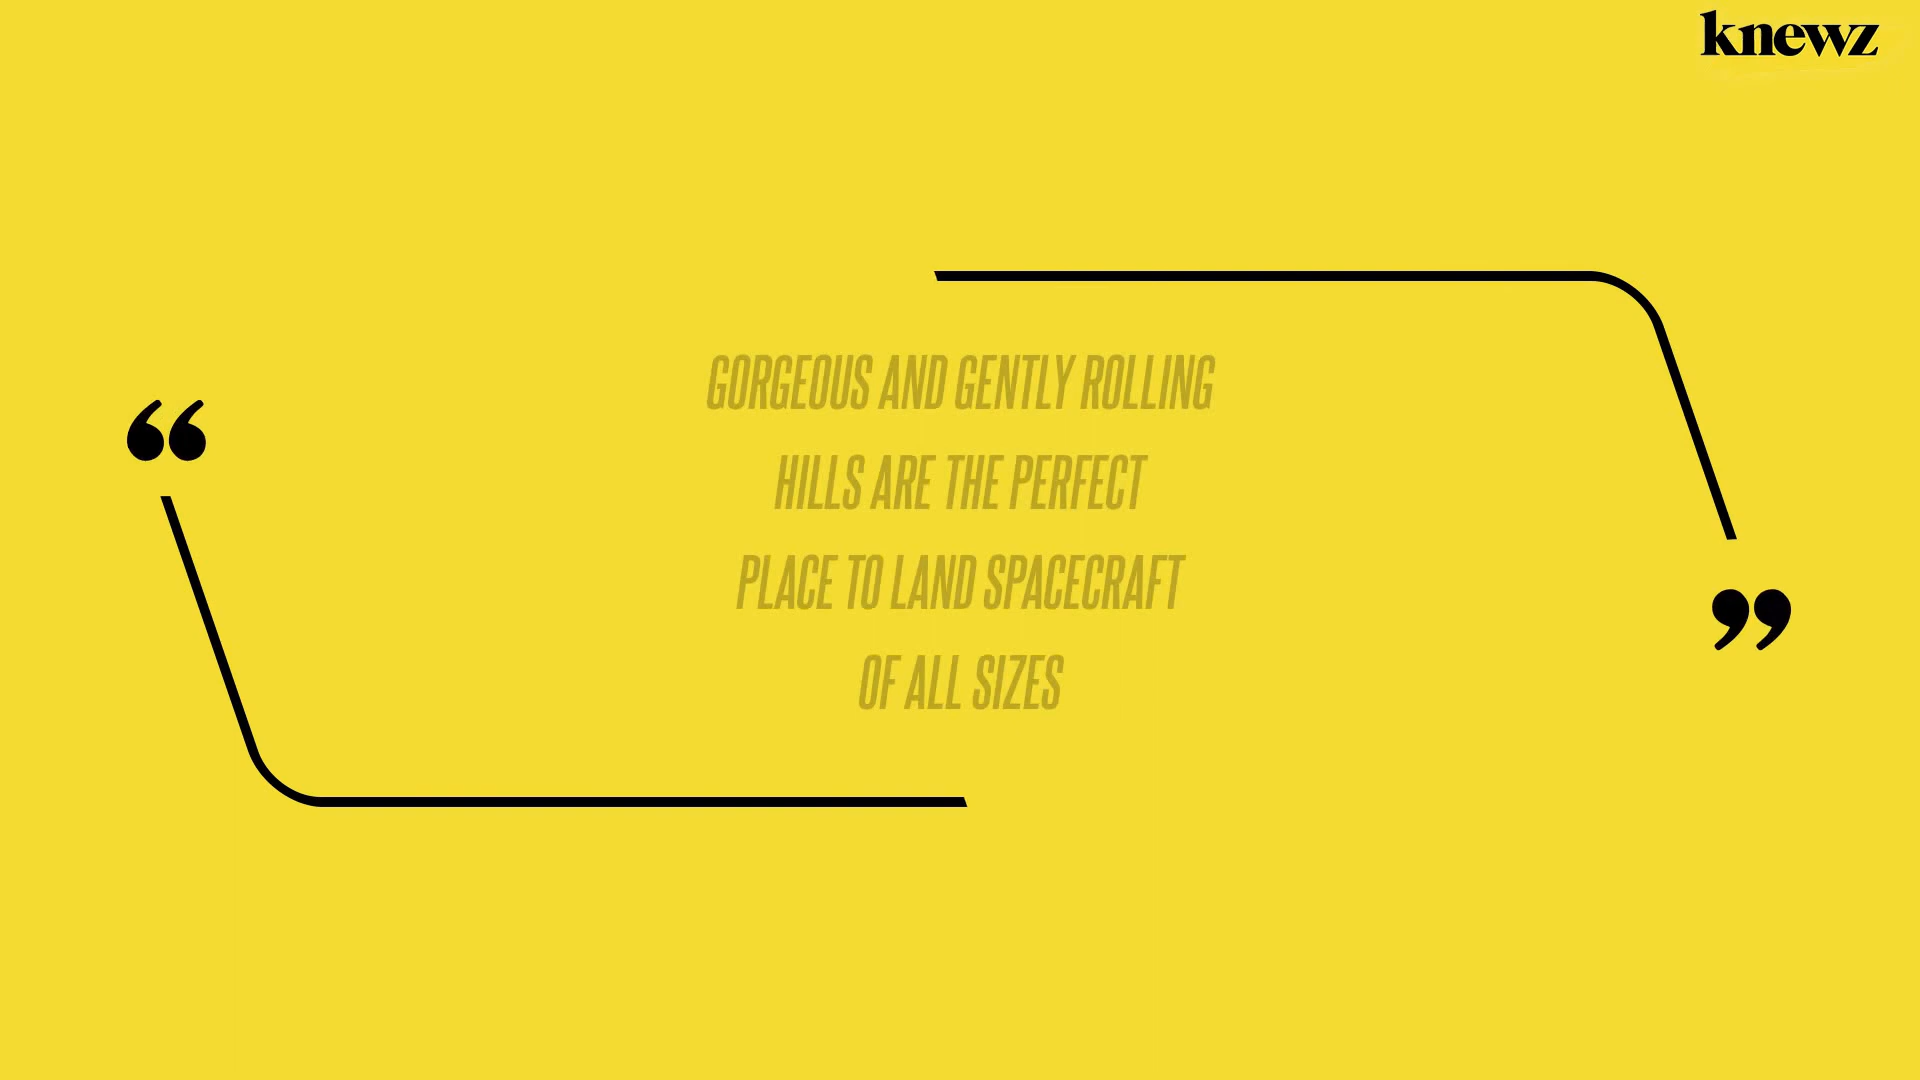 knewz
“
GORGEOUS AND GENTLY ROLLING
HILLS ARE THE PERFECT
PLACE TO LAND SPACECRAFT
OF ALL SIZES
”